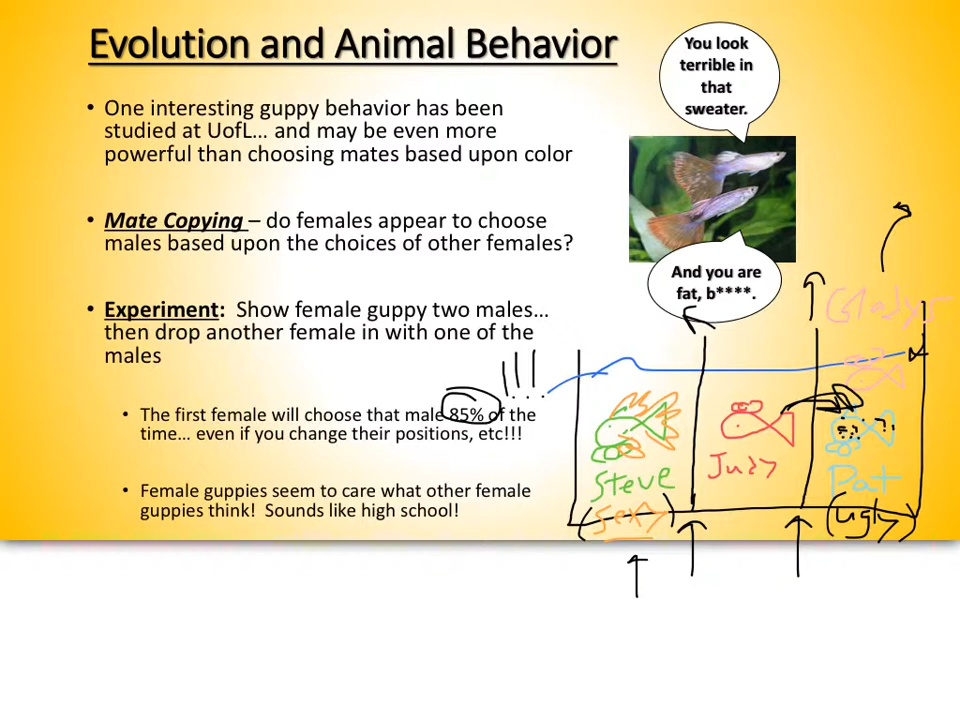 Evolution and Animal Behavior
• One interesting guppy behavior has been
studied at UofL… and may be even more
powerful than choosing mates based upon color
• Mate Copying – do females appear to choose
males based upon the choices of other females?
• Experiment: Show female guppy two males…
then drop another female in with one of the
males
• The first female will choose that male 85% of the
time… even if you change their positions, etc!!!
• Female guppies seem to care what other female
guppies think! Sounds like high school!
You look
terrible in
that
sweater.
And you are
fat, b****.
!!!
Gladys
Steve
(Sexy)
Judy
Pat
(Ugly)